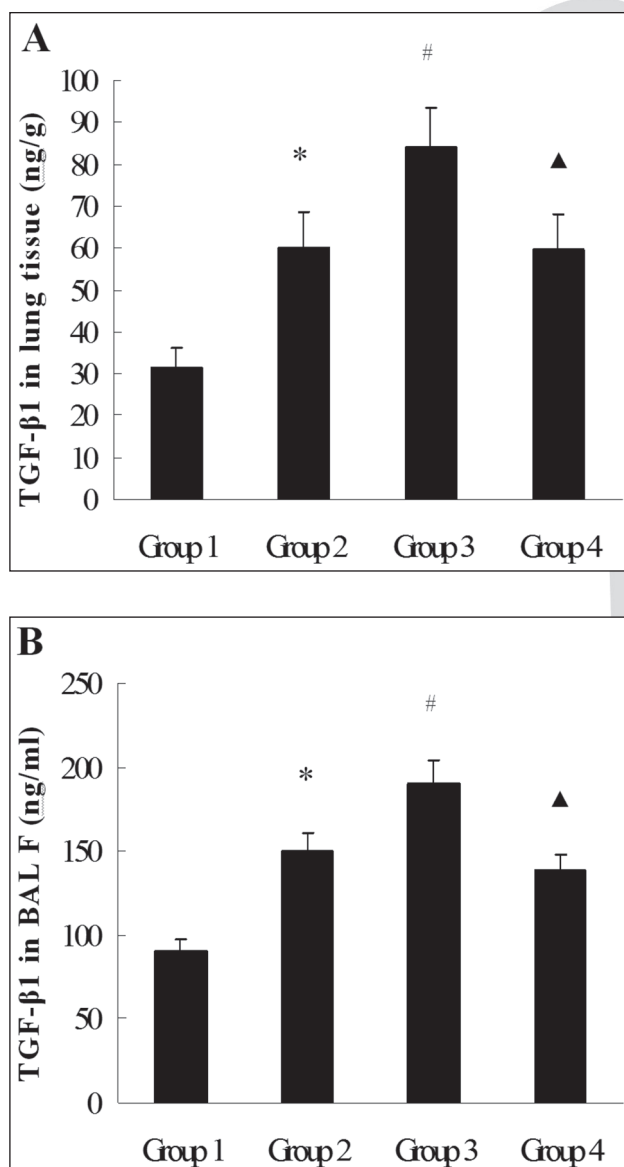 A
TGF-β1 in lung tissue (ng/g)
100
90
80
70
60
50
40
30
20
10
0
*
#
▲
Group 1
Group 2
Group 3
Group 4
B
TGF-β1 in BAL F (ng/ml)
250
200
150
100
50
0
*
#
▲
Group 1
Group 2
Group 3
Group 4